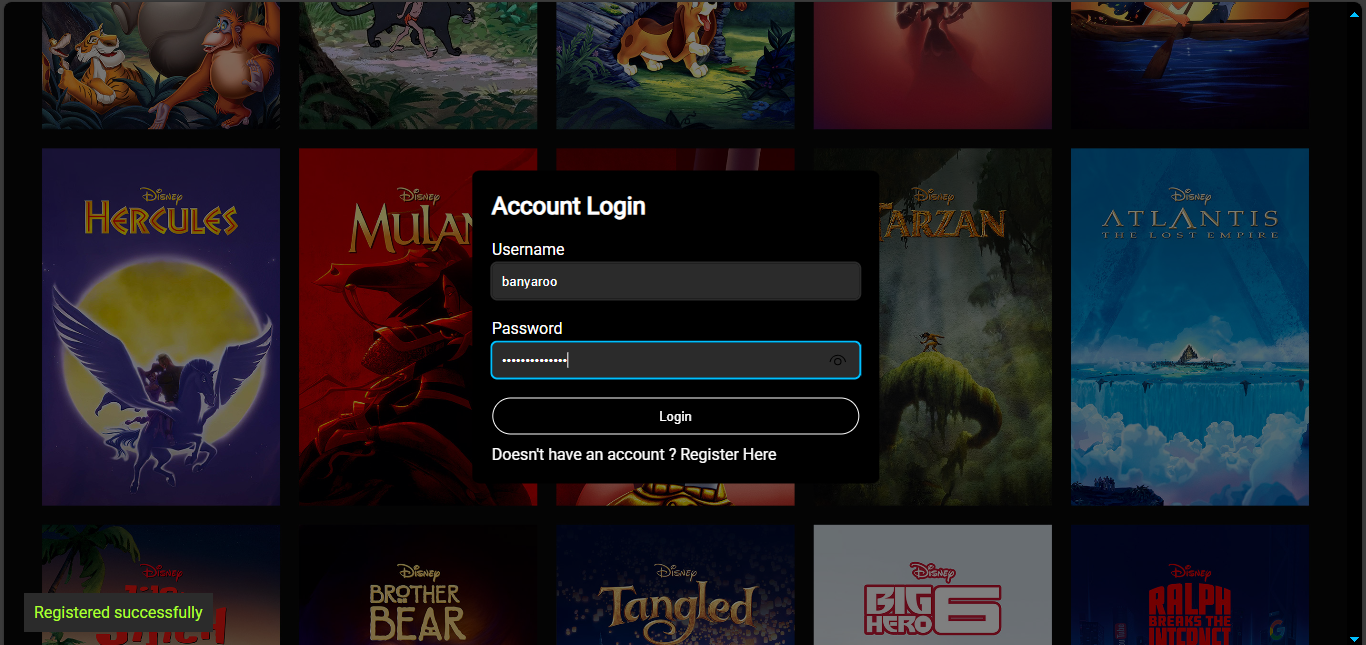 Disney
HERCULES
Disney
MULAN
Disney
TARZAN
Disney
ATLANTIS
THE LOST EMPIRE
Account Login
Username
banyaroo
Password
••••••••••••••
Login
Doesn't have an account ? Register Here
Disney
Disney
BROTHER
BEAR
Disney
Tangled
Disney
BIG
HERO 6
Disney
RALPH
BREAKS THE
INTERNET
Registered successfully